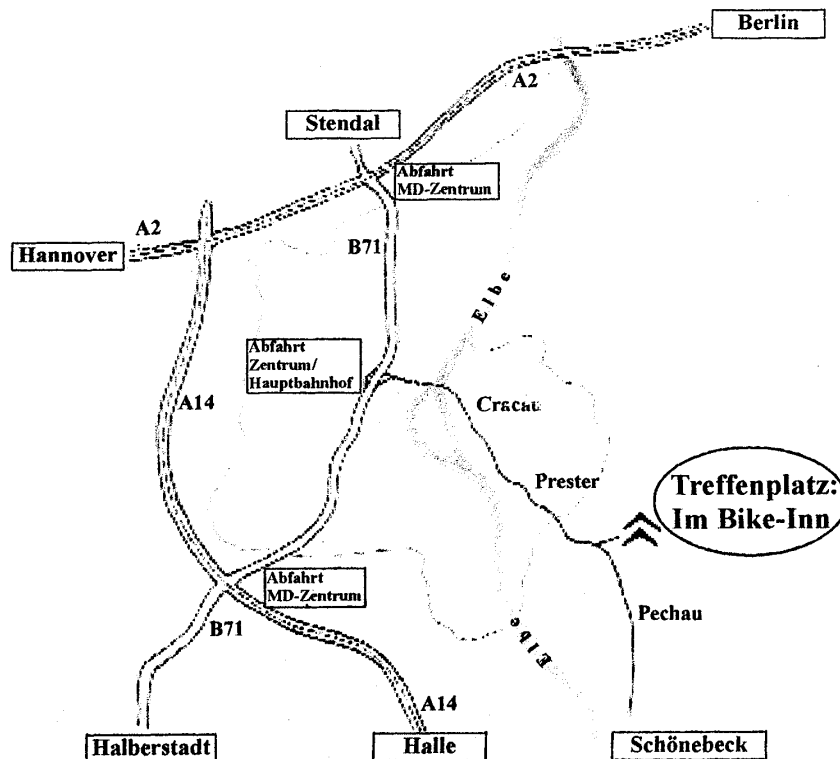 Berlin
A2
Stendal
Abfahrt
MD-Zentrum
A2
Hannover
B71
Elbe
Abfahrt
Zentrum/
Hauptbahnhof
A14
Cracau
Prester
Treffenplatz:
Im Bike-Inn
Abfahrt
MD-Zentrum
B71
Elbe
Pechau
A14
Halberstadt
Halle
Schönebeck